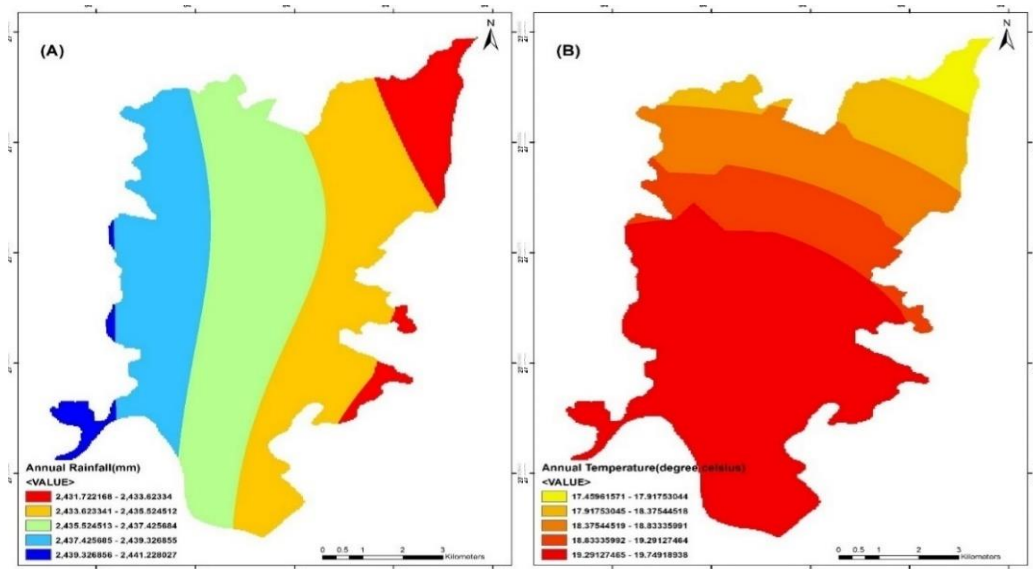 (A)
N
Annual Rainfall(mm)
<VALUE>
2,431.722168 - 2,433.62334
2,433.623341 - 2,435.524512
2,435.524513 - 2,437.425684
2,437.425685 - 2,439.326855
2,439.326856 - 2,441.228027
0 0.5 1 2 3
Kilometers
(B)
N
Annual Temperature(degree,celsius)
<VALUE>
17.45961571 - 17.91753044
17.91753045 - 18.37544518
18.37544519 - 18.83335991
18.83335992 - 19.29127464
19.29127465 - 19.74918938
0 0.5 1 2 3
Kilometers